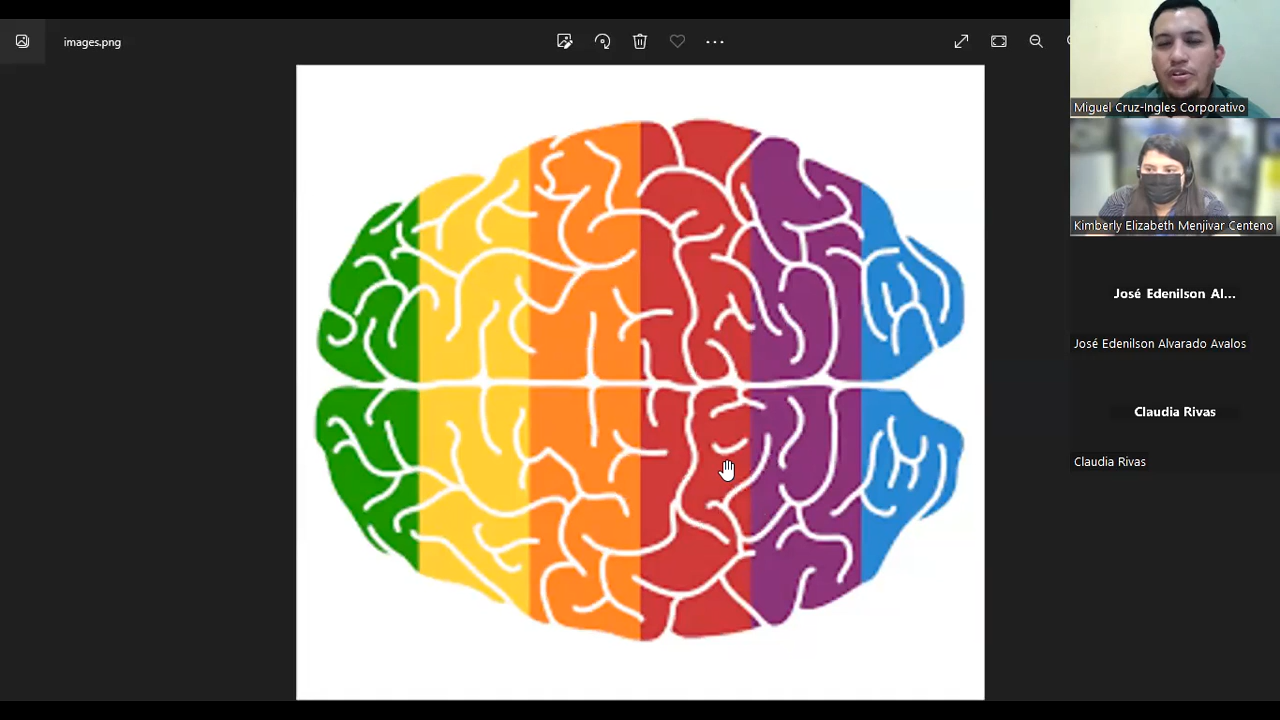 images.png
Miguel Cruz-Ingles Corporativo
Kimberly Elizabeth Menjivar Centeno
José Edenilson Al...
José Edenilson Alvarado Avalos
Claudia Rivas
Claudia Rivas